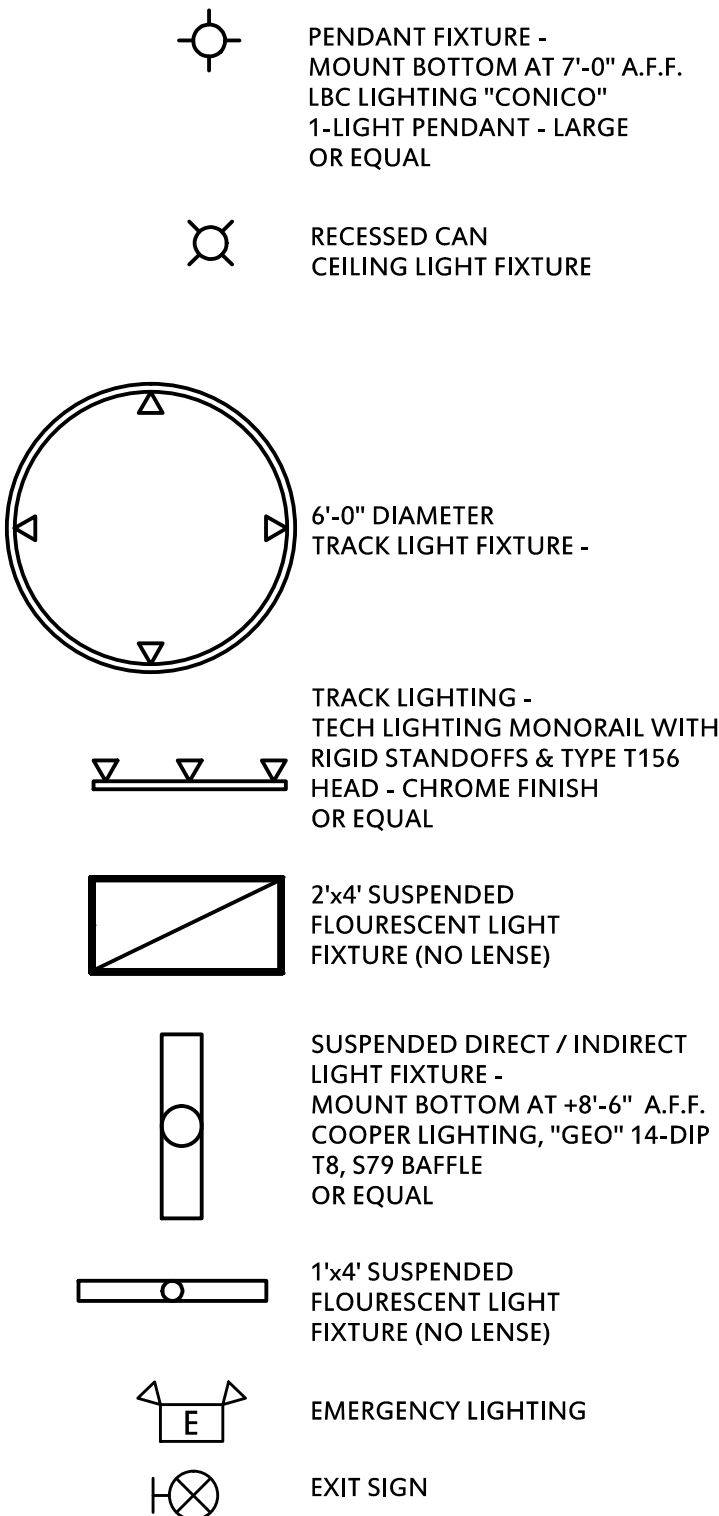 PENDANT FIXTURE -
MOUNT BOTTOM AT 7'-0" A.F.F.
LBC LIGHTING "CONICO"
1-LIGHT PENDANT - LARGE
OR EQUAL
RECESSED CAN
CEILING LIGHT FIXTURE
6'-0" DIAMETER
TRACK LIGHT FIXTURE -
TRACK LIGHTING -
TECH LIGHTING MONORAIL WITH
RIGID STANDOFFS & TYPE T156
HEAD - CHROME FINISH
OR EQUAL
2'x4' SUSPENDED
FLOURESCENT LIGHT
FIXTURE (NO LENSE)
SUSPENDED DIRECT / INDIRECT
LIGHT FIXTURE -
MOUNT BOTTOM AT +8'-6" A.F.F.
COOPER LIGHTING, "GEO" 14-DIP
T8, S79 BAFFLE
OR EQUAL
1'x4' SUSPENDED
FLOURESCENT LIGHT
FIXTURE (NO LENSE)
E
EMERGENCY LIGHTING
EXIT SIGN